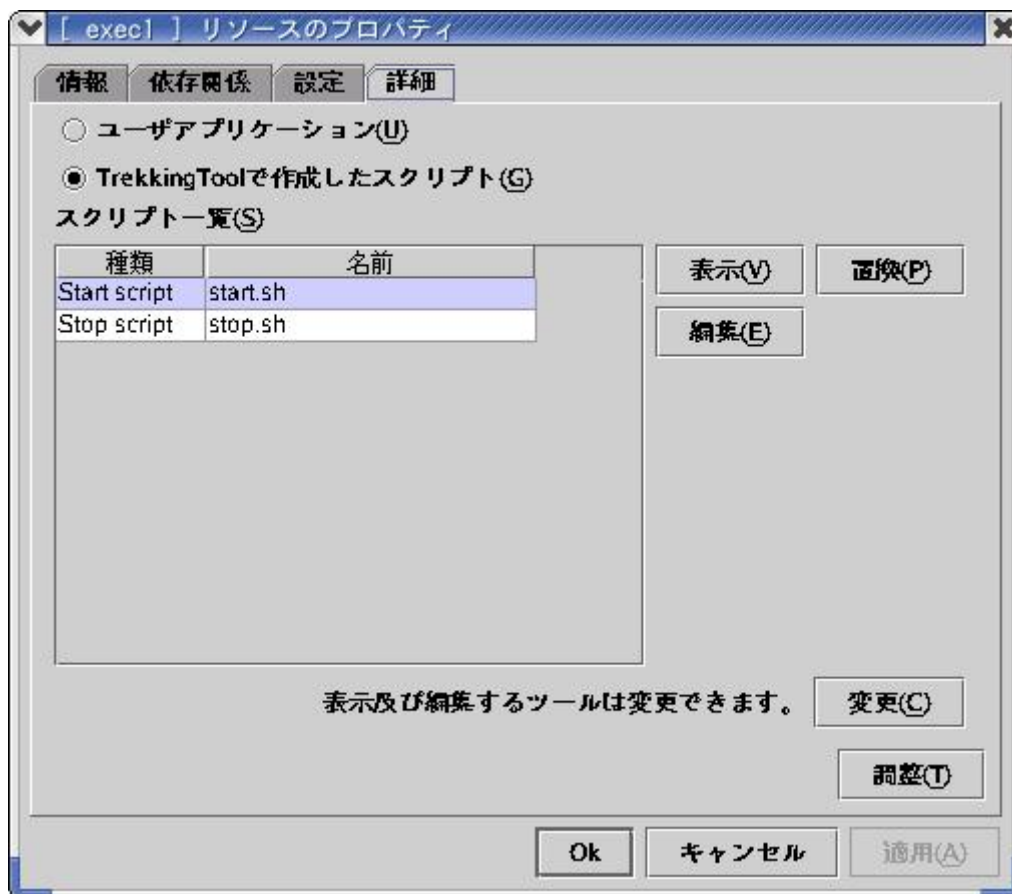 [ exec1 ] リソースのプロパティ
情報 依存関係 設定 詳細
ユーザアプリケーション(U)
TrekkingToolで作成したスクリプト(G)
スクリプト一覧(S)
種類 名前
Start script start.sh
Stop script stop.sh
表示(V) 置換(P)
編集(E)
表示及び編集するツールは変更できます。 変更(C)
調整(T)
Ok キャンセル 適用(A)